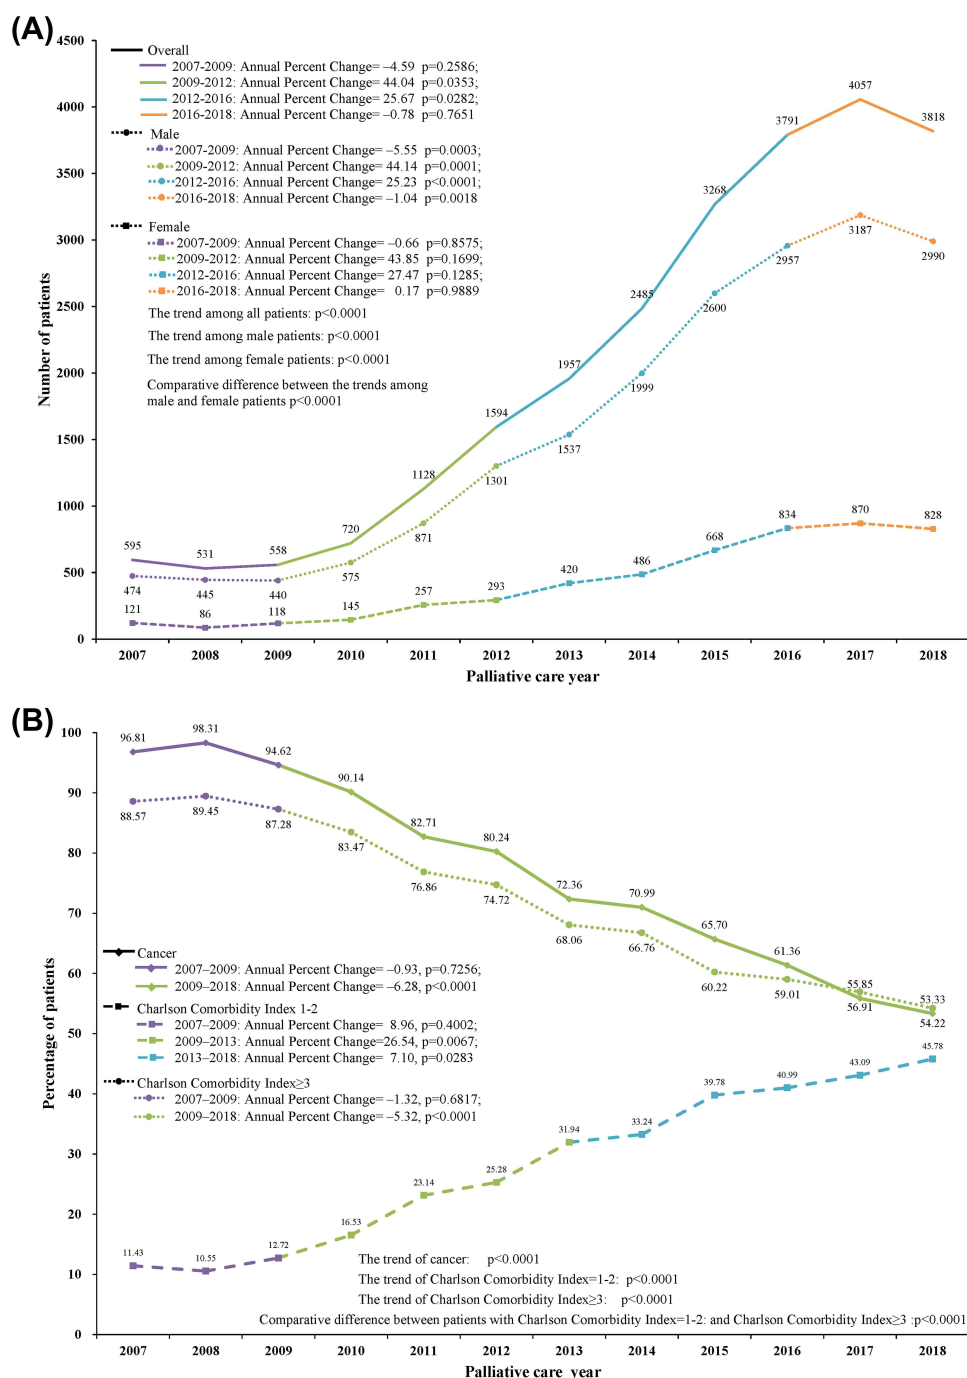 (A)
4500
4000
3500
3000
2500
2000
1500
1000
500
0
Number of patients
Overall
2007-2009: Annual Percent Change= –4.59 p=0.2586;
2009-2012: Annual Percent Change= 44.04 p=0.0353;
2012-2016: Annual Percent Change= 25.67 p=0.0282;
2016-2018: Annual Percent Change= –0.78 p=0.7651
Male
2007-2009: Annual Percent Change= –5.55 p=0.0003;
2009-2012: Annual Percent Change= 44.14 p=0.0001;
2012-2016: Annual Percent Change= 25.23 p<0.0001;
2016-2018: Annual Percent Change= –1.04 p=0.0018
Female
2007-2009: Annual Percent Change= –0.66 p=0.8575;
2009-2012: Annual Percent Change= 43.85 p=0.1699;
2012-2016: Annual Percent Change= 27.47 p=0.1285;
2016-2018: Annual Percent Change= 0.17 p=0.9889
The trend among all patients: p<0.0001
The trend among male patients: p<0.0001
The trend among female patients: p<0.0001
Comparative difference between the trends among
male and female patients p<0.0001
595 531 558 720 1128 1594 1957 2485 3268 3791 4057 3818
474 445 440 575 871 1301 1537 1999 2600 2957 3187 2990
121 86 118 145 257 293 420 486 668 834 870 828
2007 2008 2009 2010 2011 2012 2013 2014 2015 2016 2017 2018
Palliative care year
(B)
100
90
80
70
60
50
40
30
20
10
0
Percentage of patients
96.81 98.31 94.62 90.14 82.71 80.24 72.36 70.99 65.70 61.36 55.85 53.33
88.57 89.45 87.28 83.47 76.86 74.72 68.06 66.76 60.22 59.01 56.91 54.22
Cancer
2007–2009: Annual Percent Change= –0.93, p=0.7256;
2009–2018: Annual Percent Change= –6.28, p<0.0001
Charlson Comorbidity Index 1-2
2007–2009: Annual Percent Change= 8.96, p=0.4002;
2009–2013: Annual Percent Change=26.54, p=0.0067;
2013–2018: Annual Percent Change= 7.10, p=0.0283
Charlson Comorbidity Index≥3
2007–2009: Annual Percent Change= –1.32, p=0.6817;
2009–2018: Annual Percent Change= –5.32, p<0.0001
11.43 10.55 12.72 16.53 23.14 25.28 31.94 33.24 39.78 40.99 43.09 45.78
The trend of cancer: p<0.0001
The trend of Charlson Comorbidity Index=1-2: p<0.0001
The trend of Charlson Comorbidity Index≥3: p<0.0001
Comparative difference between patients with Charlson Comorbidity Index=1-2: and Charlson Comorbidity Index≥3 :p<0.0001
2007 2008 2009 2010 2011 2012 2013 2014 2015 2016 2017 2018
Palliative care year